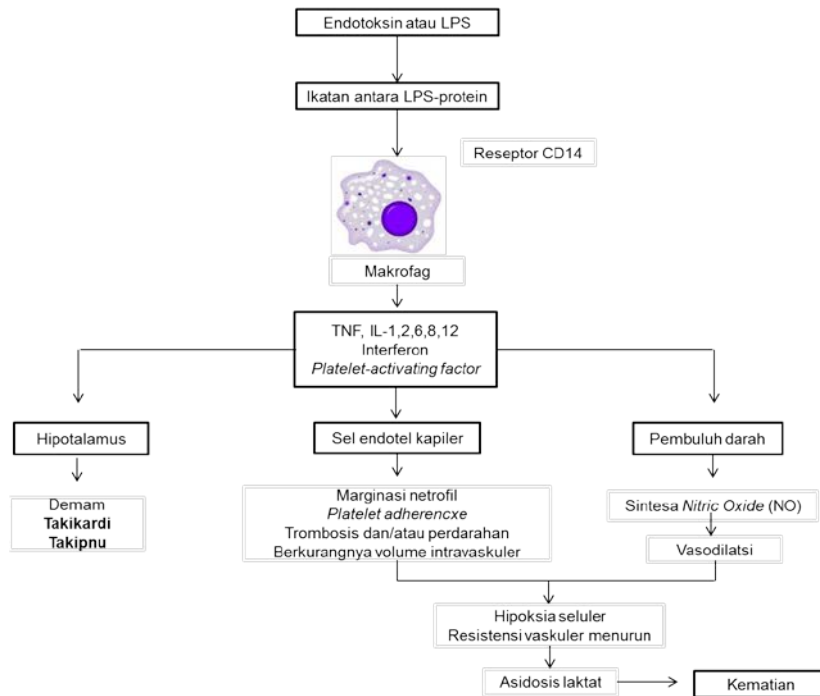 Endotoksin atau LPS
Ikatan antara LPS-protein
Reseptor CD14
Makrofag
TNF, IL-1,2,6,8,12
Interferon
Platelet-activating factor
Hipotalamus
Sel endotel kapiler
Pembuluh darah
Demam
Takikardi
Takipnu
Marginasi netrofil
Platelet adherencxe
Trombosis dan/atau perdarahan
Berkurangnya volume intravaskuler
Sintesa Nitric Oxide (NO)
Vasodilatsi
Hipoksia seluler
Resistensi vaskuler menurun
Asidosis laktat
Kematian